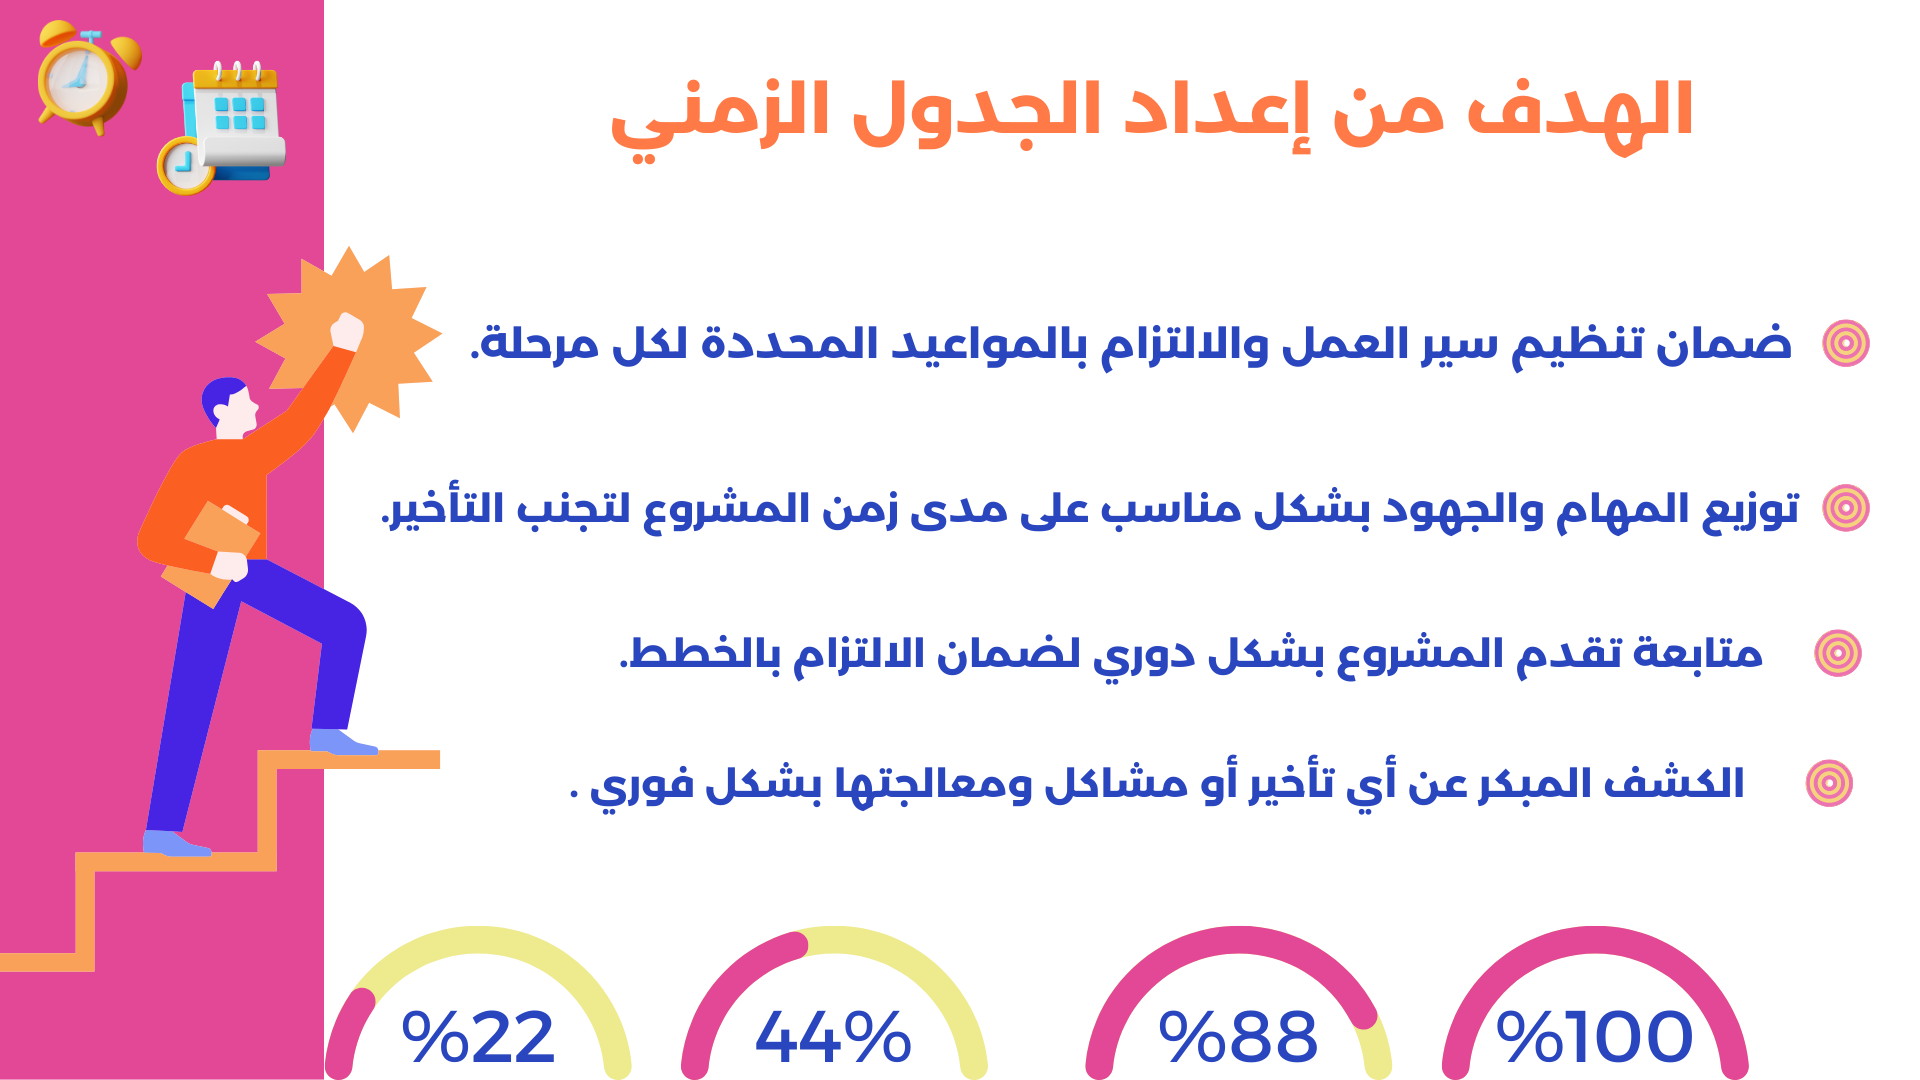 الهدف من إعداد الجدول الزمني
ضمان تنظيم سير العمل والالتزام بالمواعيد المحددة لكل مرحلة.
توزيع المهام والجهود بشكل مناسب على مدى زمن المشروع لتجنب التأخير.
متابعة تقدم المشروع بشكل دوري لضمان الالتزام بالخطط.
الكشف المبكر عن أي تأخير أو مشاكل ومعالجتها بشكل فوري .
%100
%88
44%
%22